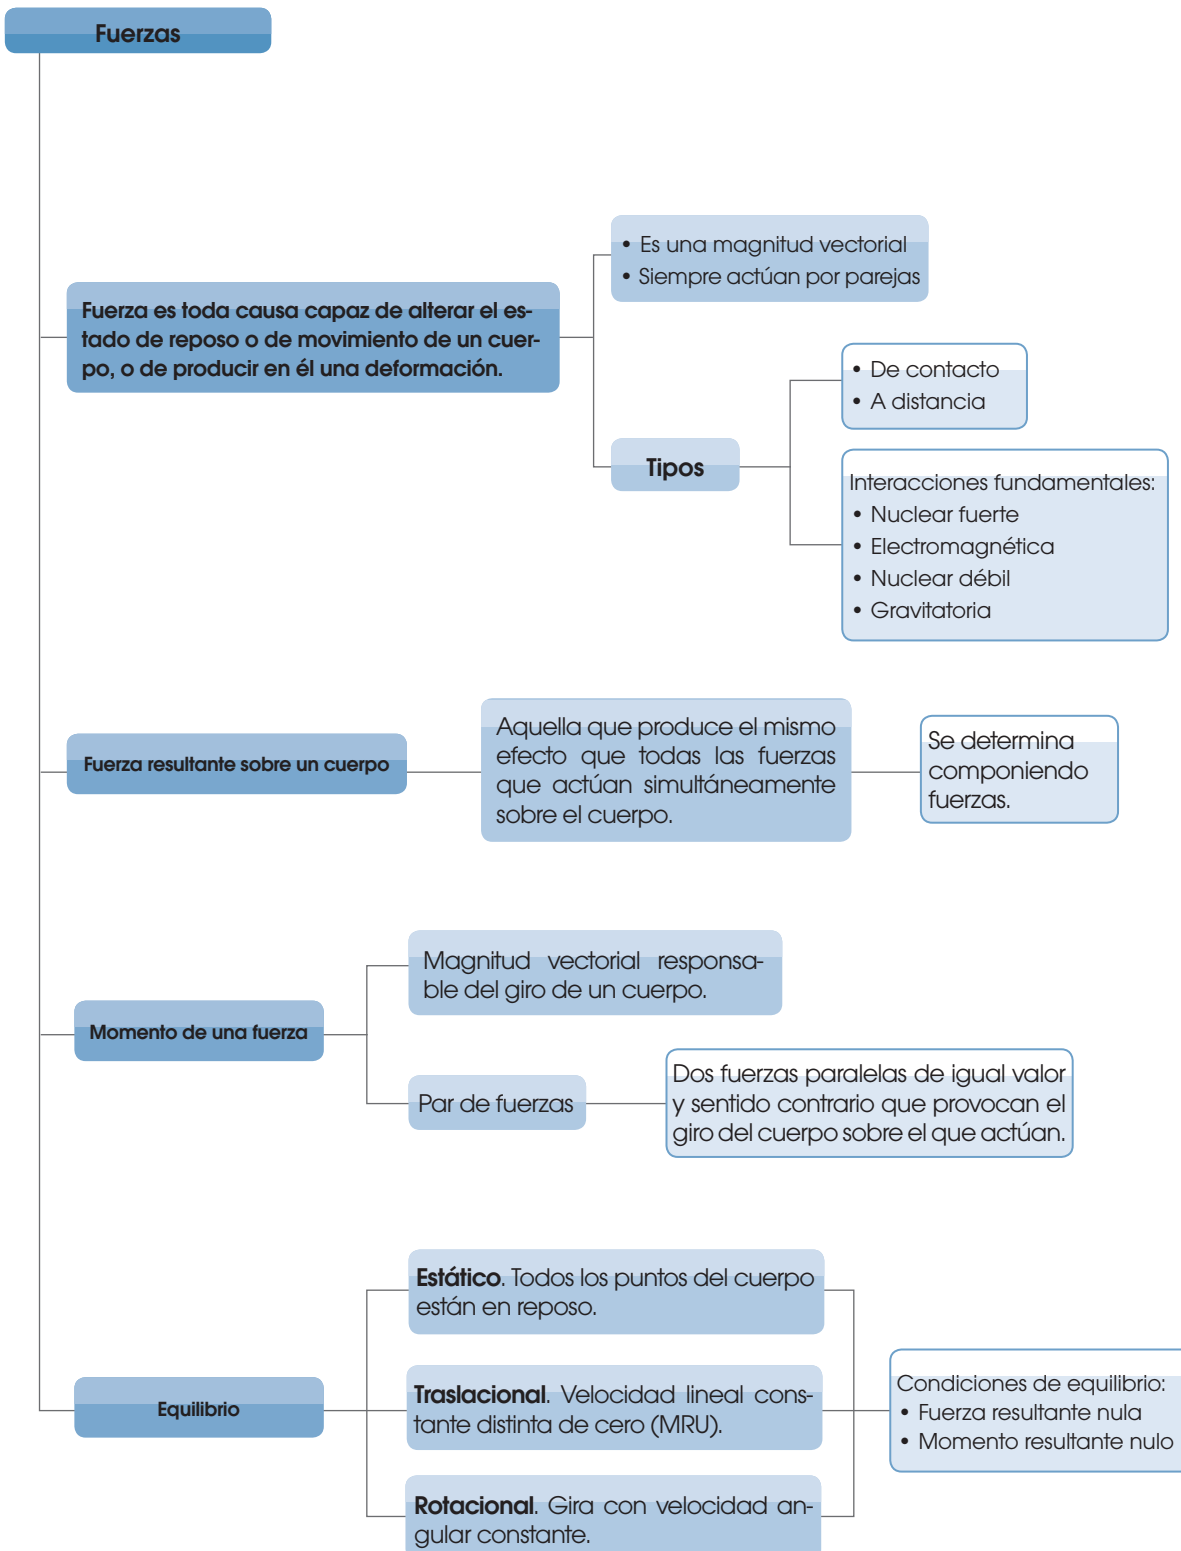 Fuerzas
• Es una magnitud vectorial
• Siempre actúan por parejas
Fuerza es toda causa capaz de alterar el es-
tado de reposo o de movimiento de un cuer-
po, o de producir en él una deformación.
• De contacto
• A distancia
Tipos
Interacciones fundamentales:
• Nuclear fuerte
• Electromagnética
• Nuclear débil
• Gravitatoria
Fuerza resultante sobre un cuerpo
Aquella que produce el mismo
efecto que todas las fuerzas
que actúan simultáneamente
sobre el cuerpo.
Se determina
componiendo
fuerzas.
Momento de una fuerza
Magnitud vectorial responsa-
ble del giro de un cuerpo.
Par de fuerzas
Dos fuerzas paralelas de igual valor
y sentido contrario que provocan el
giro del cuerpo sobre el que actúan.
Equilibrio
Estático. Todos los puntos del cuerpo
están en reposo.
Traslacional. Velocidad lineal cons-
tante distinta de cero (MRU).
Rotacional. Gira con velocidad an-
gular constante.
Condiciones de equilibrio:
• Fuerza resultante nula
• Momento resultante nulo